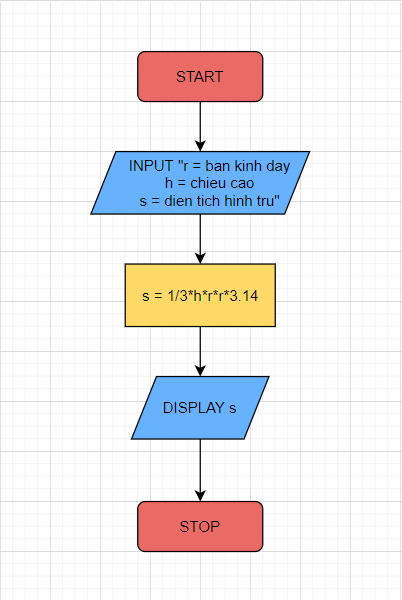 START
INPUT "r = ban kinh day
h = chieu cao
s = dien tich hinh tru"
s = 1/3*h*r*r*3.14
DISPLAY s
STOP